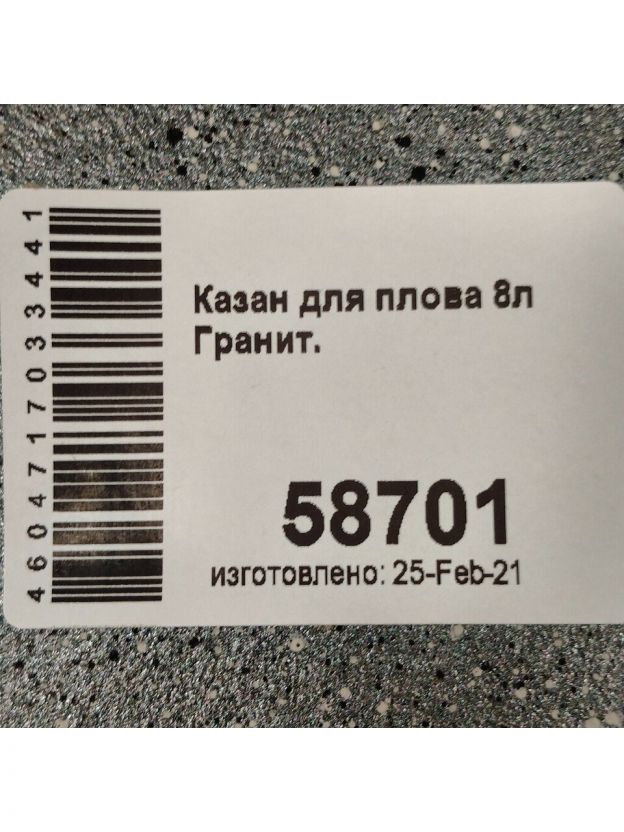 Казан для плова 8л
Гранит.
58701
изготовлено: 25-Feb-21
4604717033441